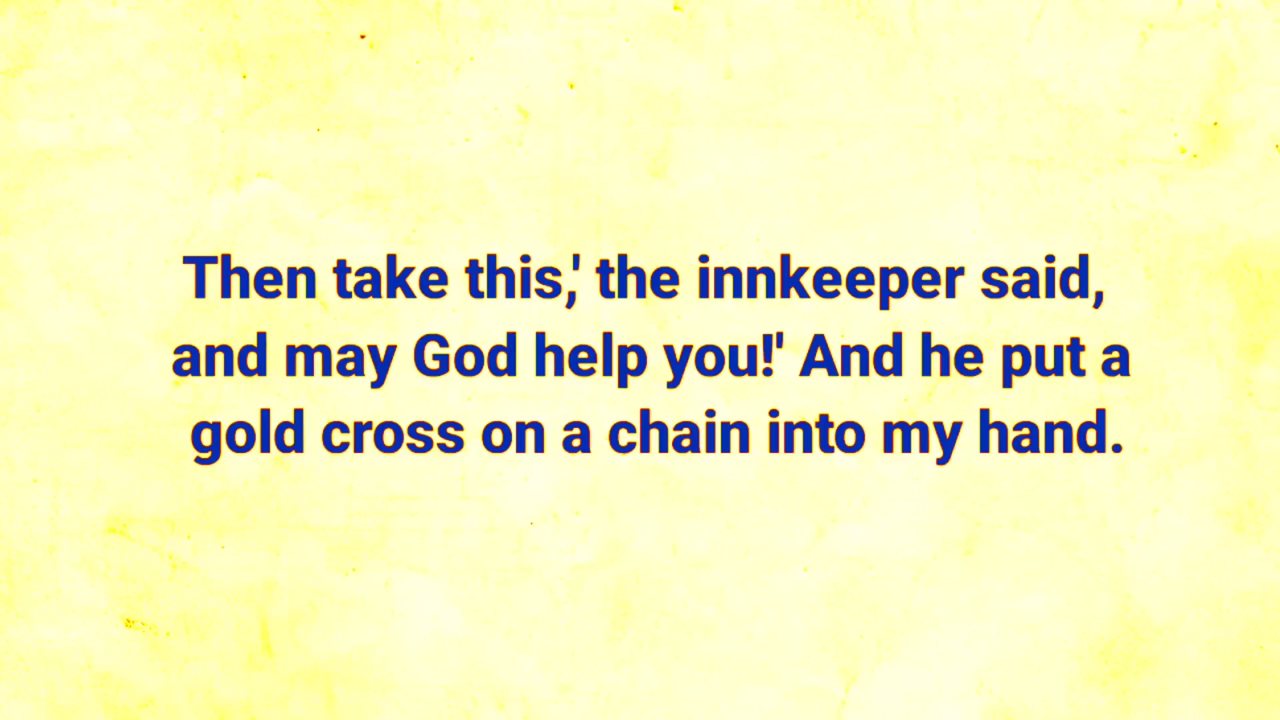 Then take this,' the innkeeper said,
and may God help you!' And he put a
gold cross on a chain into my hand.